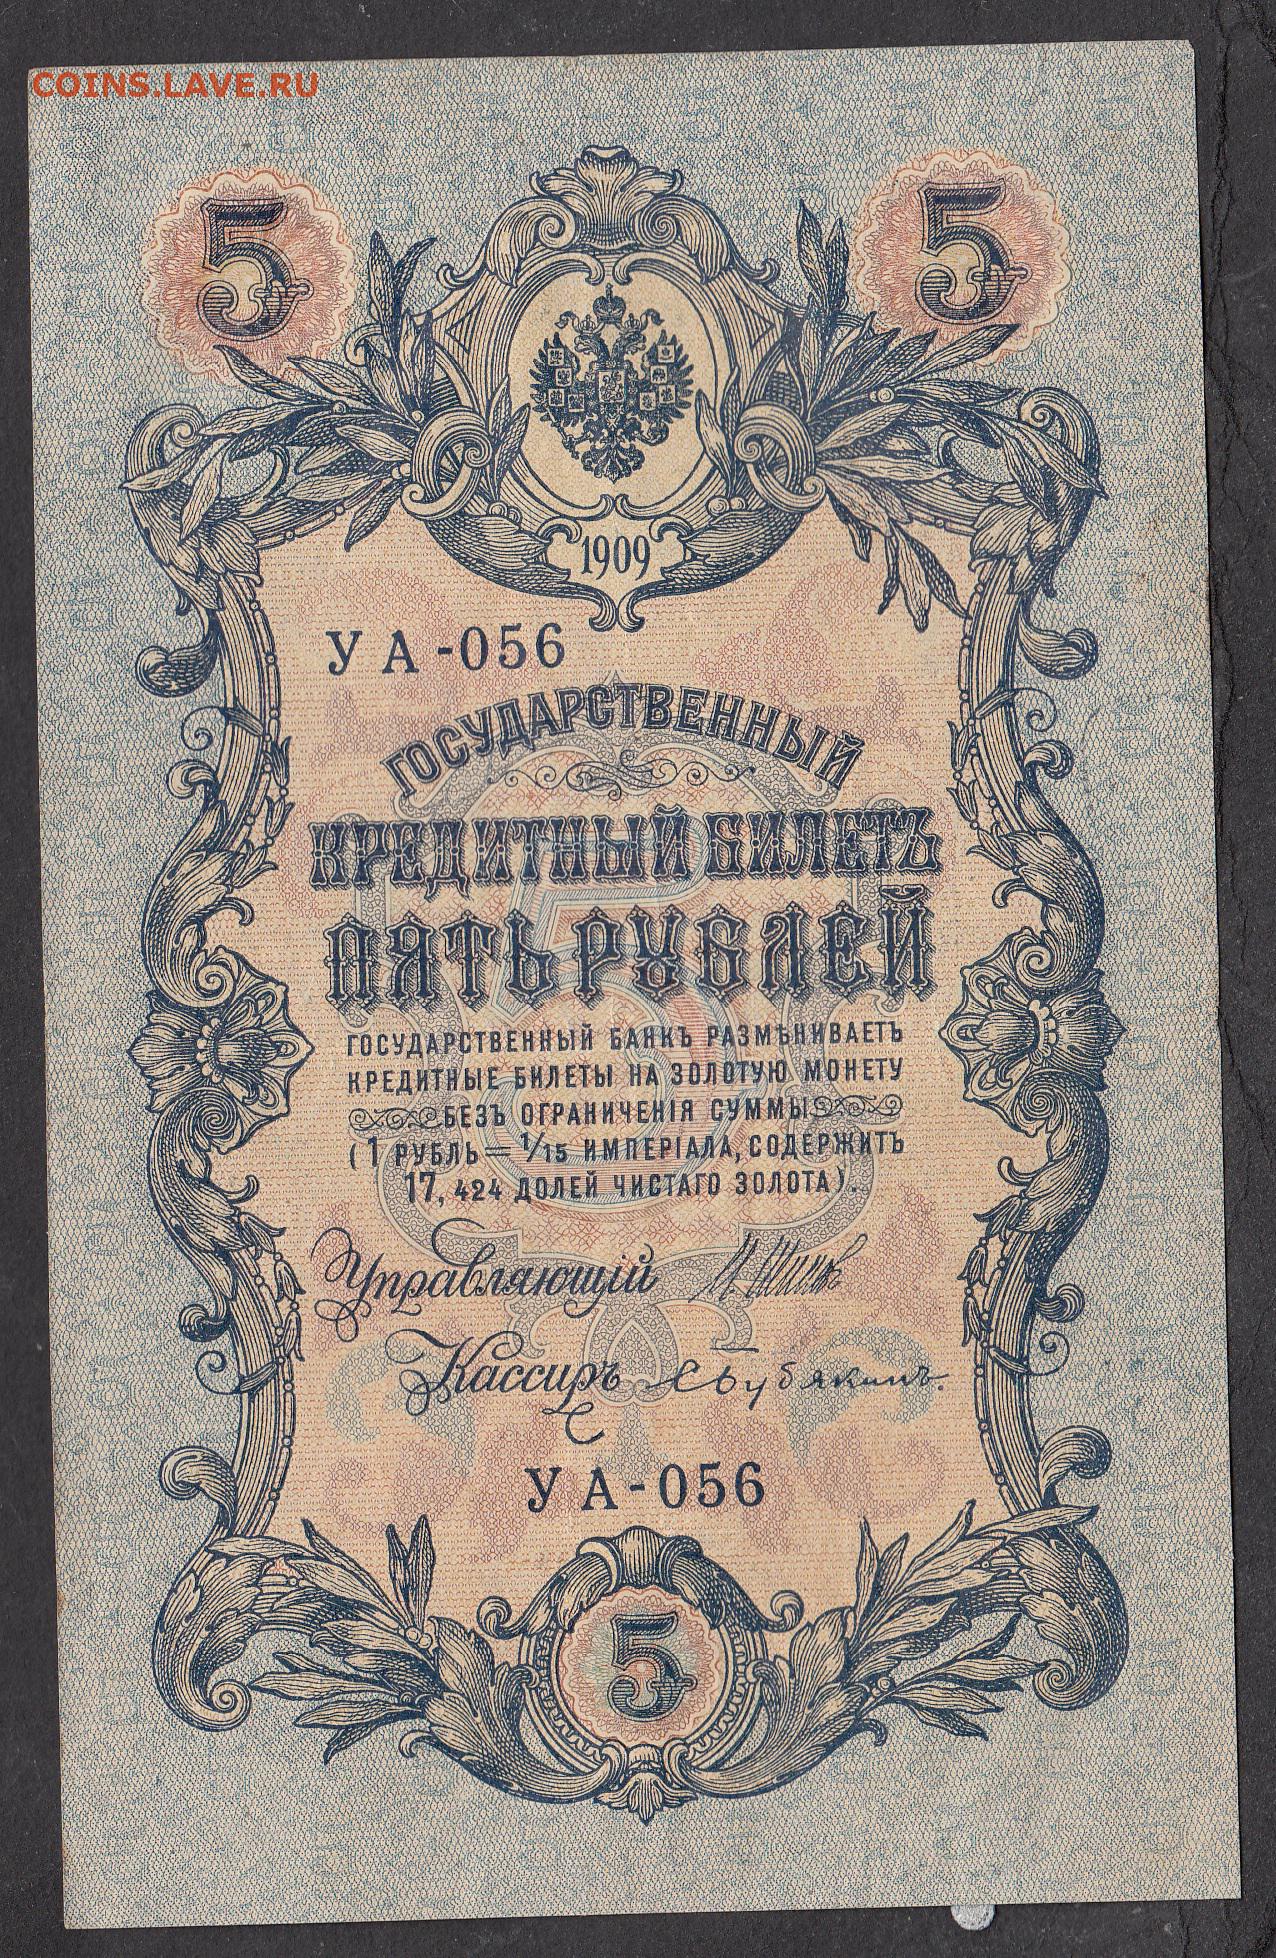 COINS.LAVE.RU
5 5
1909
УА-056
ГОСУДАРСТВЕННЫЙ
КРЕДИТНЫЙ БИЛЕТЪ
ПЯТЬ РУБЛЕЙ
ГОСУДАРСТВЕННЫЙ БАНКЪ РАЗМѢНИВАЕТЪ
КРЕДИТНЫЕ БИЛЕТЫ НА ЗОЛОТУЮ МОНЕТУ
БЕЗЪ ОГРАНИЧЕНІЯ СУММЫ
(1 РУБЛЬ = 1/15 ИМПЕРІАЛА, СОДЕРЖИТЪ
17,424 ДОЛЕЙ ЧИСТАГО ЗОЛОТА).
Управляющій И Шиповъ
Кассиръ С Бубякинъ.
УА-056
5